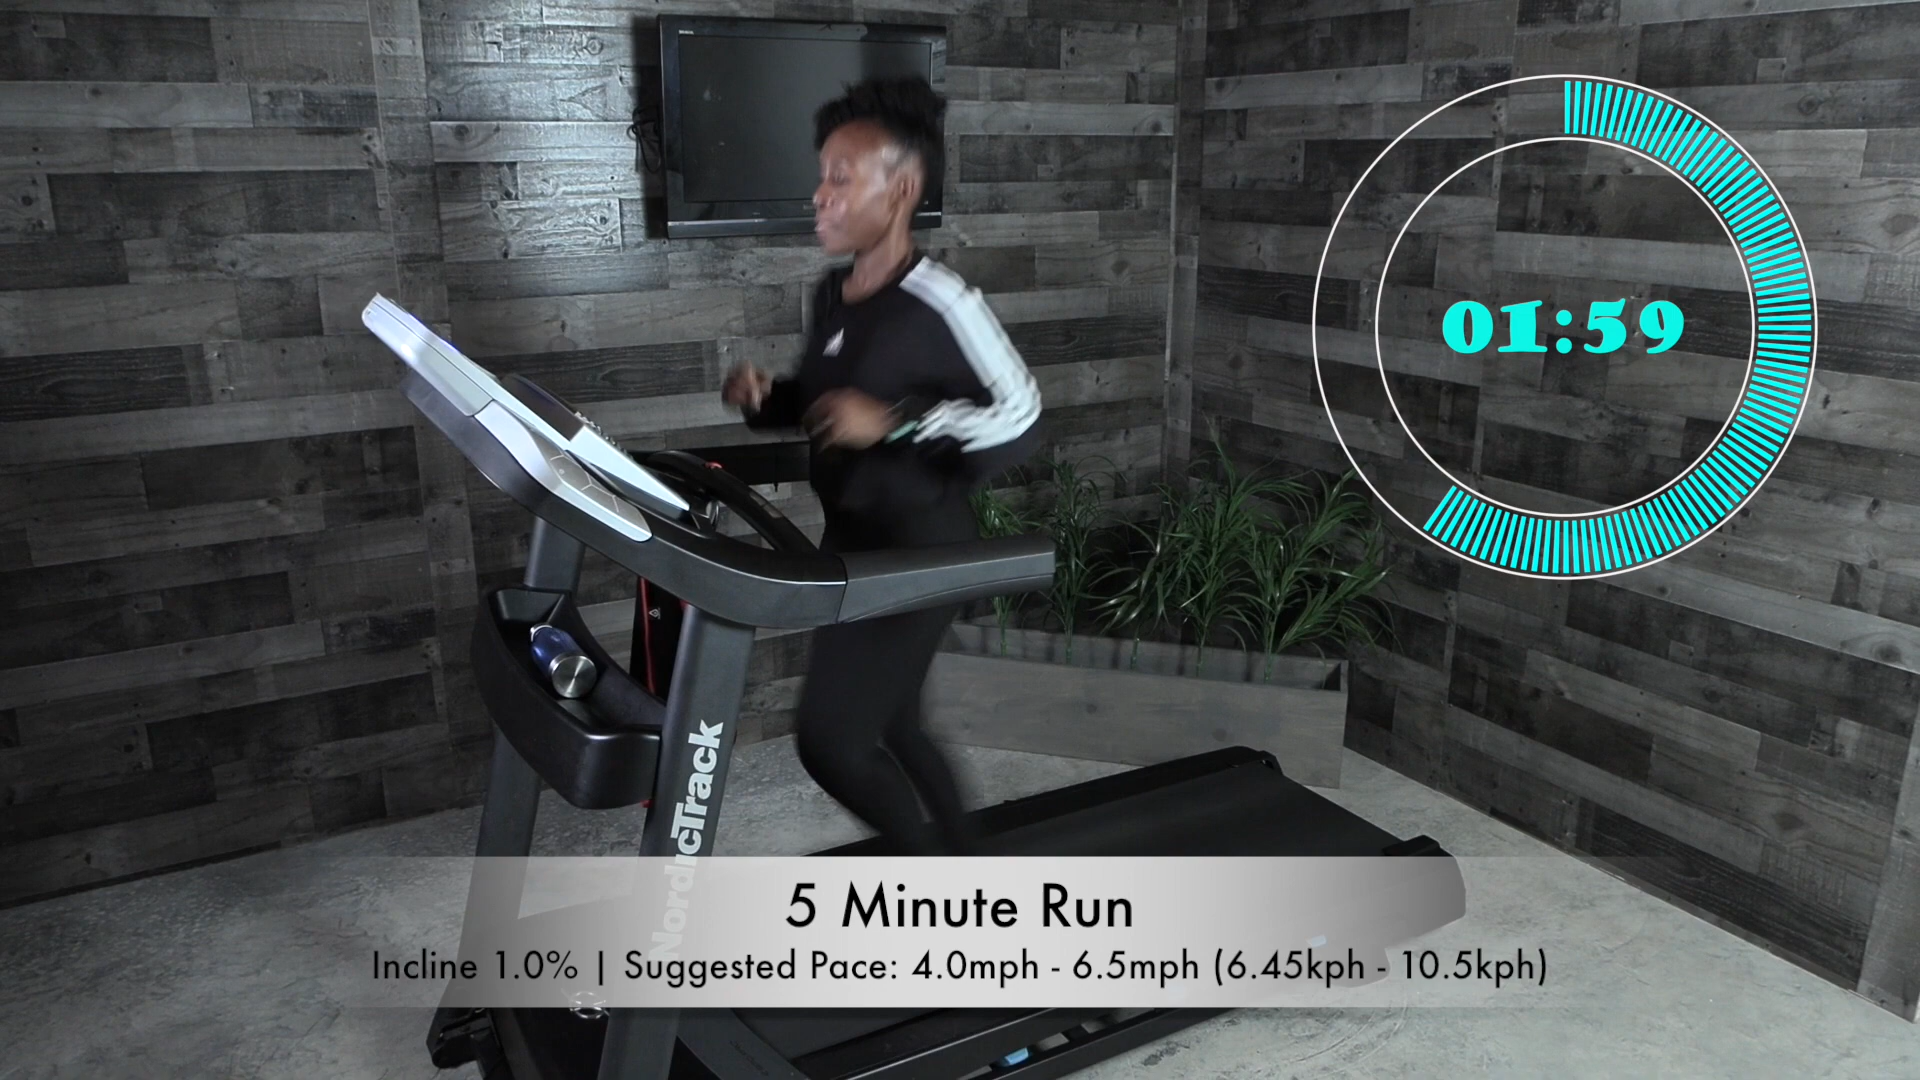 01:59
NordicTrack
5 Minute Run
Incline 1.0% | Suggested Pace: 4.0mph - 6.5mph (6.45kph - 10.5kph)